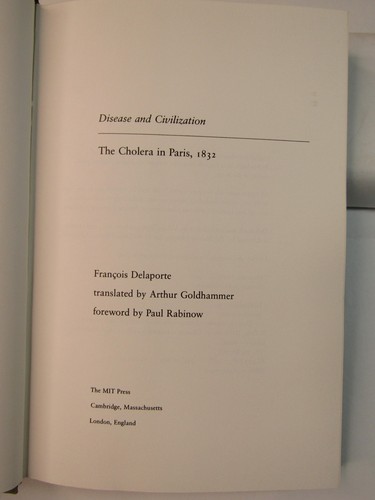 Disease and Civilization
The Cholera in Paris, 1832
François Delaporte
translated by Arthur Goldhammer
foreword by Paul Rabinow
The MIT Press
Cambridge, Massachusetts
London, England